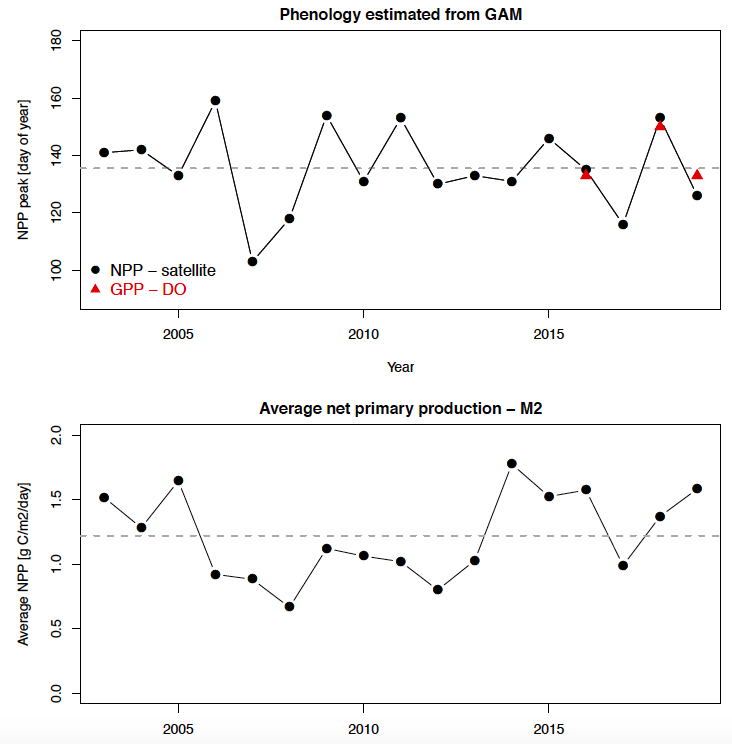 Phenology estimated from GAM
NPP peak [day of year]
180
160
140
120
100
NPP – satellite
GPP – DO
2005 2010 2015
Year
Average net primary production – M2
Average NPP [g C/m2/day]
2.0
1.5
1.0
0.5
0.0
2005 2010 2015